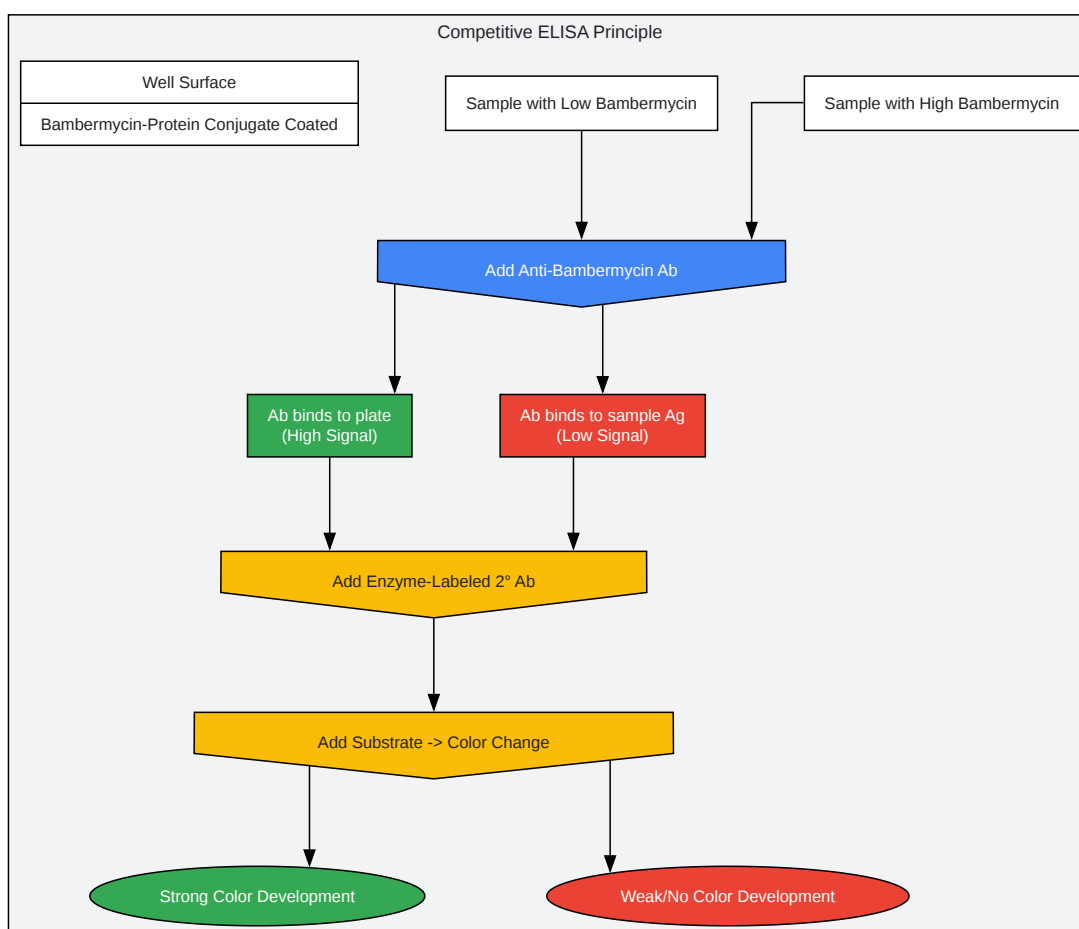 Competitive ELISA Principle
Well Surface
Bambermycin-Protein Conjugate Coated
Sample with Low Bambermycin
Sample with High Bambermycin
Add Anti-Bambermycin Ab
Ab binds to plate
(High Signal)
Ab binds to sample Ag
(Low Signal)
Add Enzyme-Labeled 2° Ab
Add Substrate -> Color Change
Strong Color Development
Weak/No Color Development